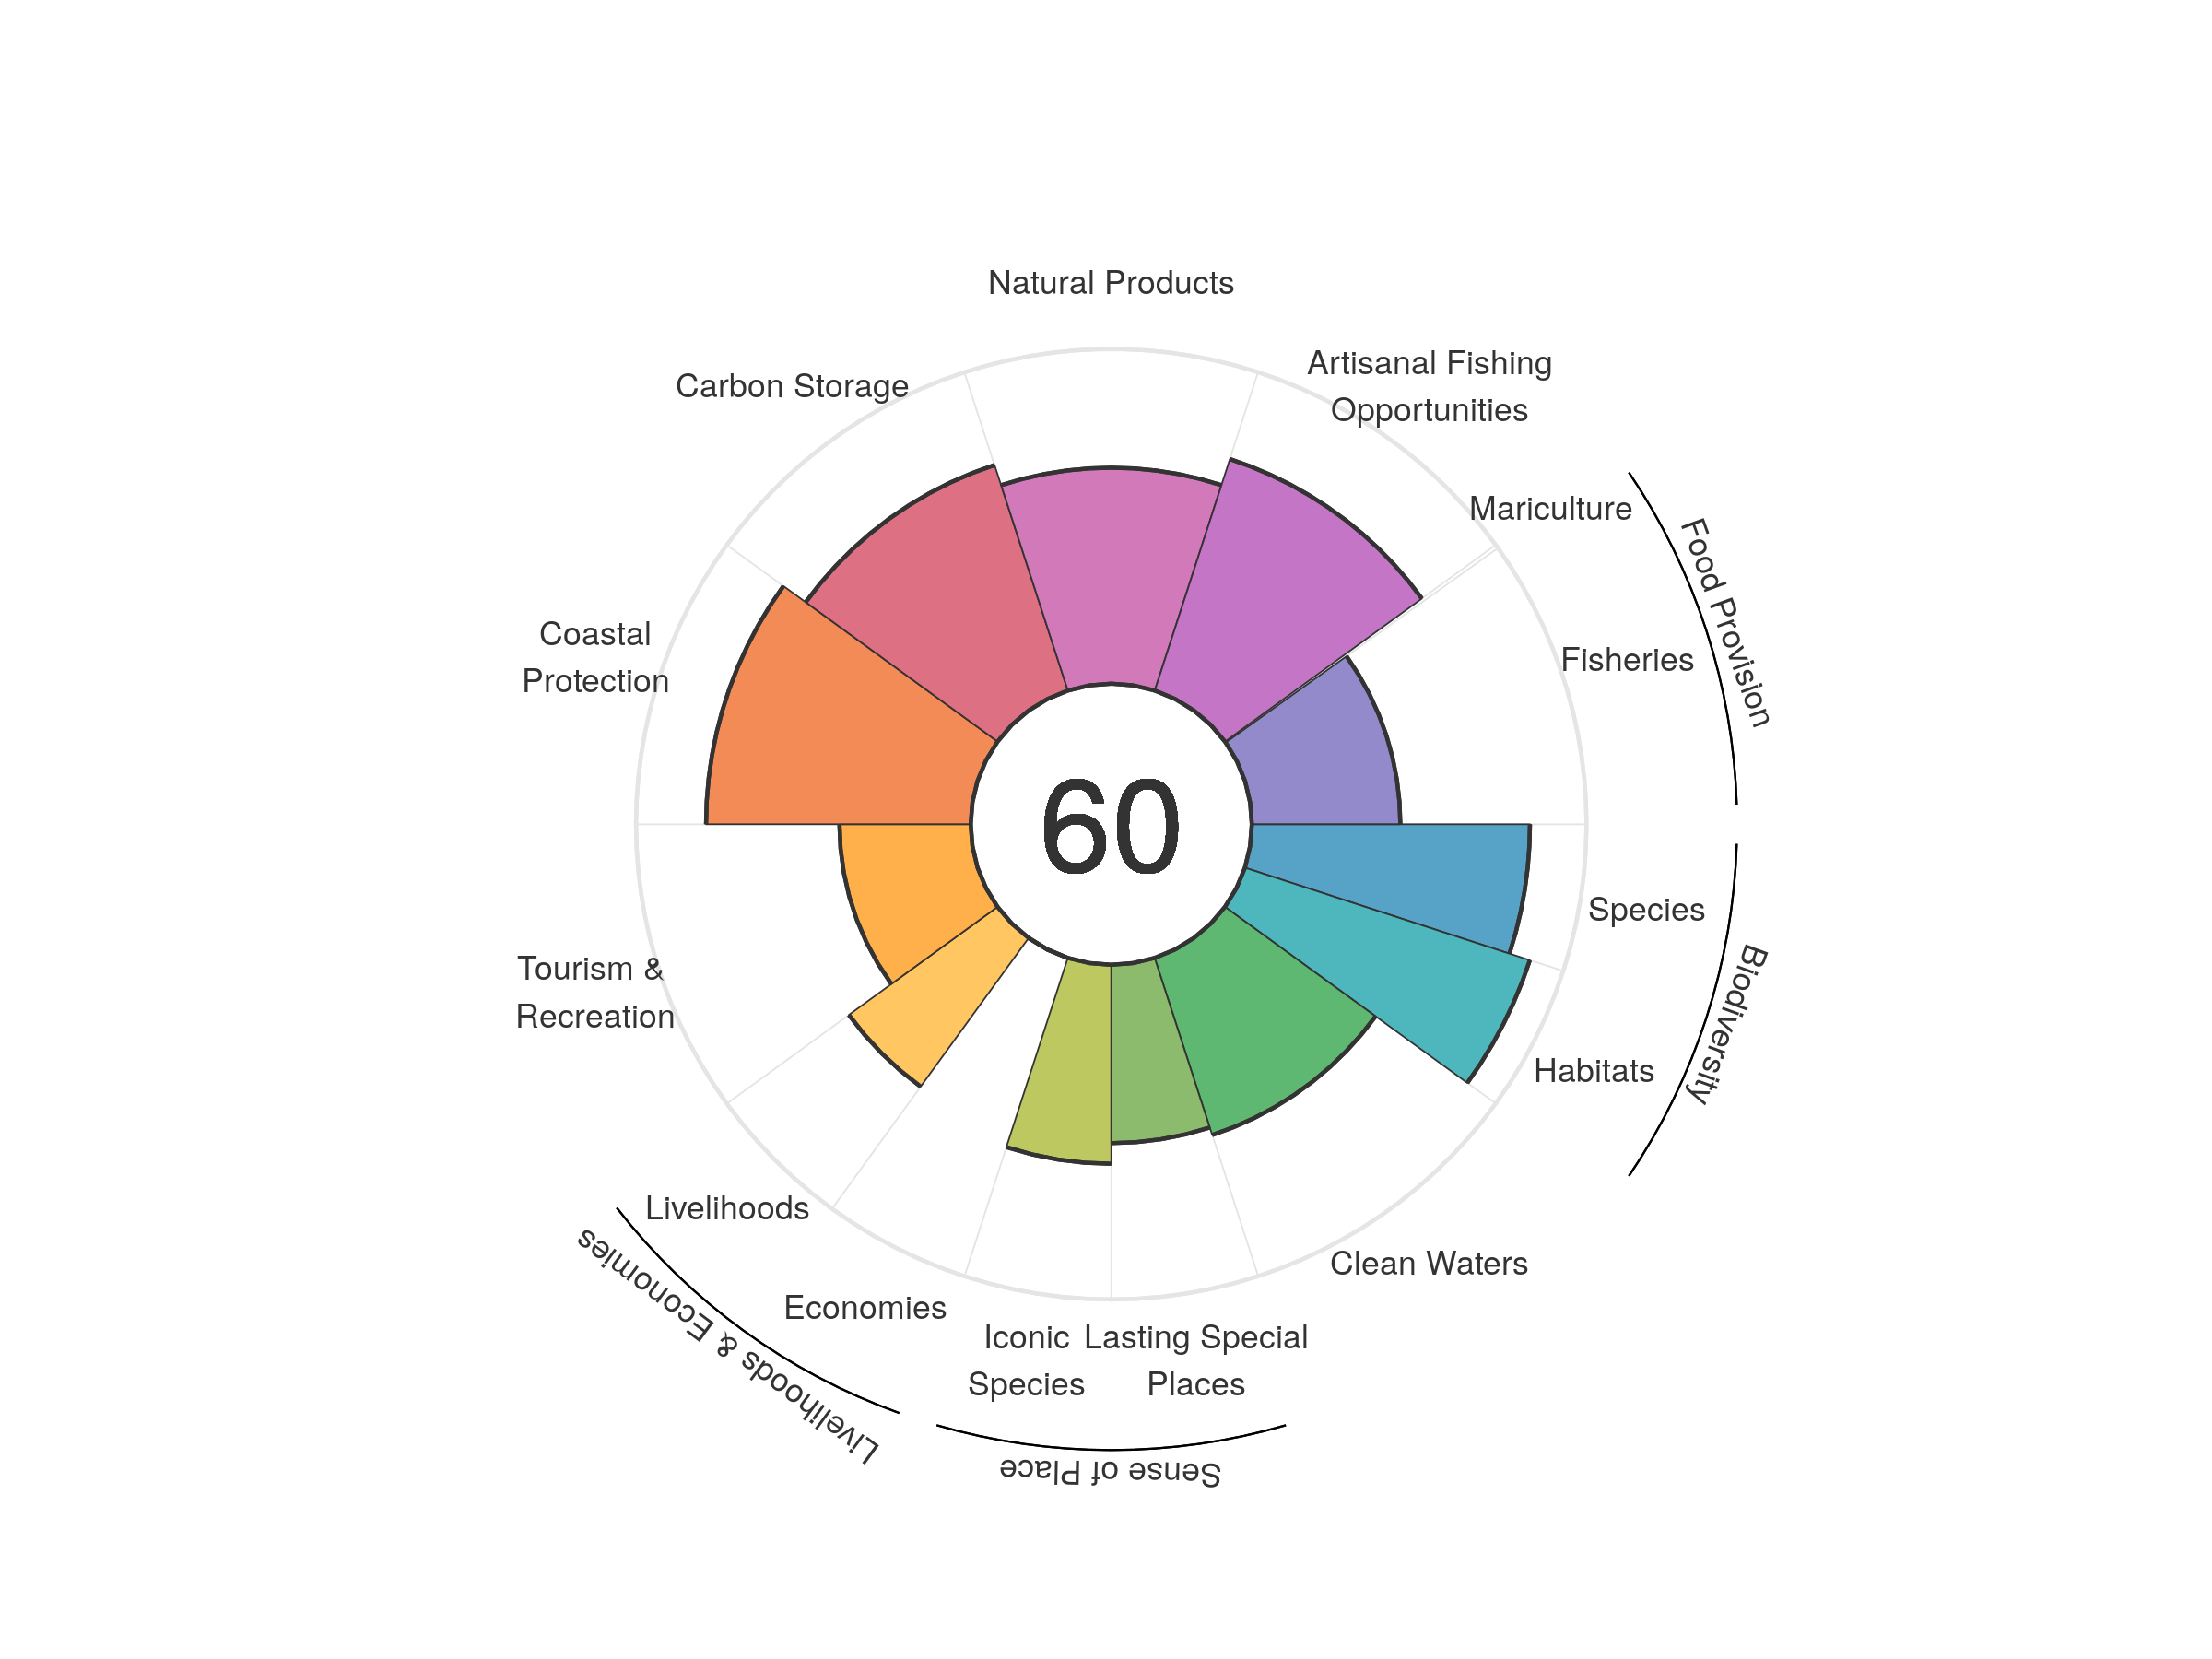 Natural Products
Artisanal Fishing
Opportunities
Carbon Storage
Mariculture
Food Provision
Coastal
Protection
Fisheries
60
Species
Biodiversity
Tourism &
Recreation
Habitats
Livelihoods
Livelihoods & Economies
Clean Waters
Economies
Iconic
Species
Lasting Special
Places
Sense of Place